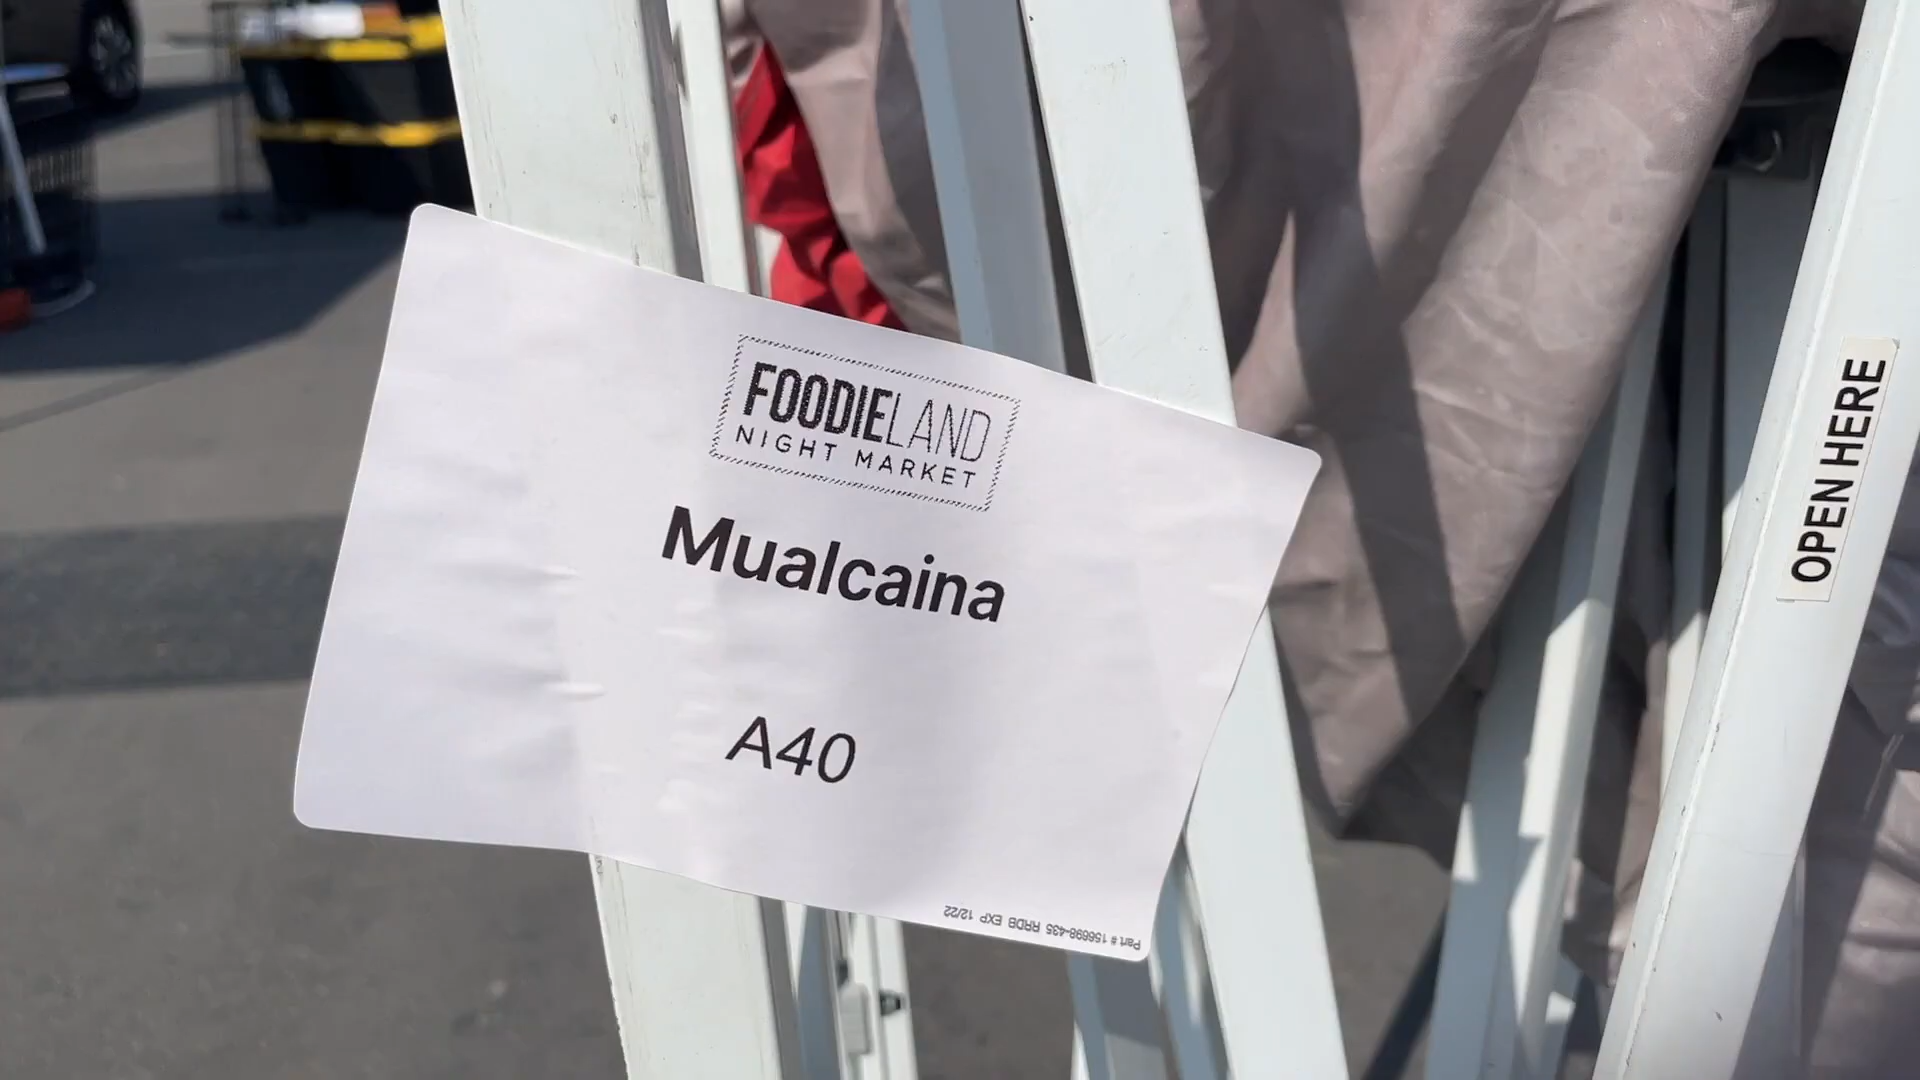 FOODIELAND
NIGHT MARKET
Mualcaina
A40
Part # 156698-435 RRDB EXP 12/22
OPEN HERE